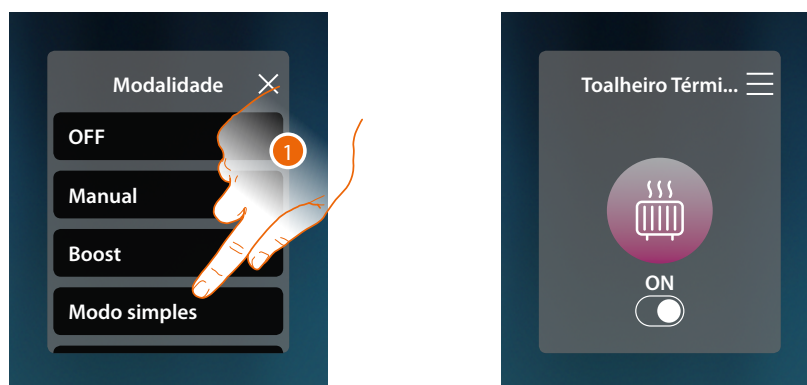 Modalidade
OFF
1
Manual
Boost
Modo simples
Toalheiro Térmi...
ON